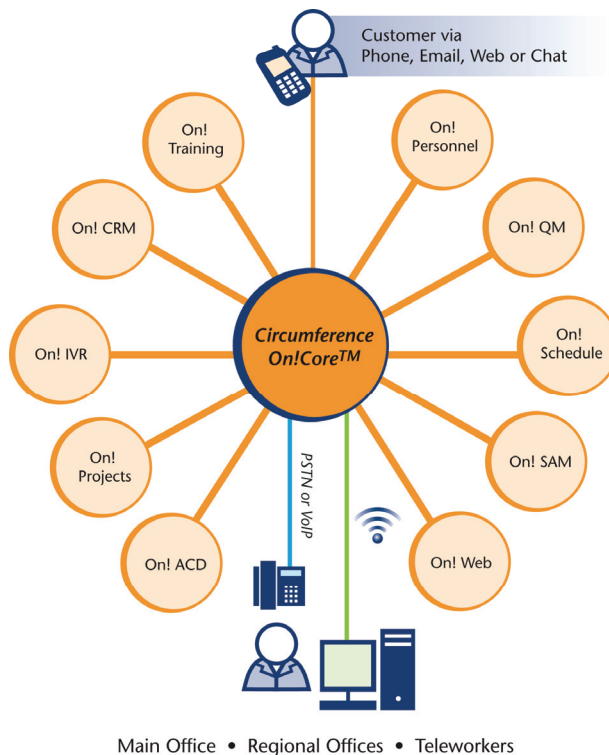 Customer via
Phone, Email, Web or Chat
On!
Training
On!
Personnel
On! CRM
On! QM
On! IVR
Circumference
On!Core™
On!
Schedule
On!
Projects
On! SAM
On! ACD
PSTN or VoIP
On! Web
Main Office • Regional Offices • Teleworkers